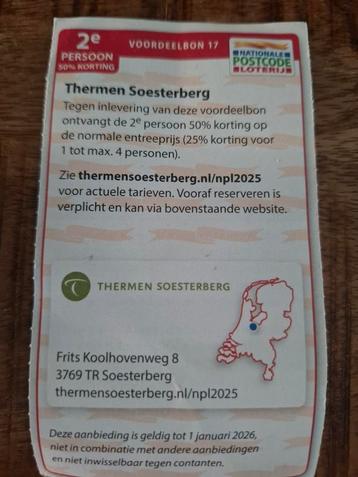 2e
PERSOON
50% KORTING
VOORDEELBON 17
NATIONALE
POSTCODE
LOTERIJ
Thermen Soesterberg
Tegen inlevering van deze voordeelbon
ontvangt de 2e persoon 50% korting op
de normale entreeprijs (25% korting voor
1 tot max. 4 personen).
Zie thermensoesterberg.nl/npl2025
voor actuele tarieven. Vooraf reserveren is
verplicht en kan via bovenstaande website.
THERMEN SOESTERBERG
Frits Koolhovenweg 8
3769 TR Soesterberg
thermensoesterberg.nl/npl2025
Deze aanbieding is geldig tot 1 januari 2026,
niet in combinatie met andere aanbiedingen
en niet inwisselbaar tegen contanten.